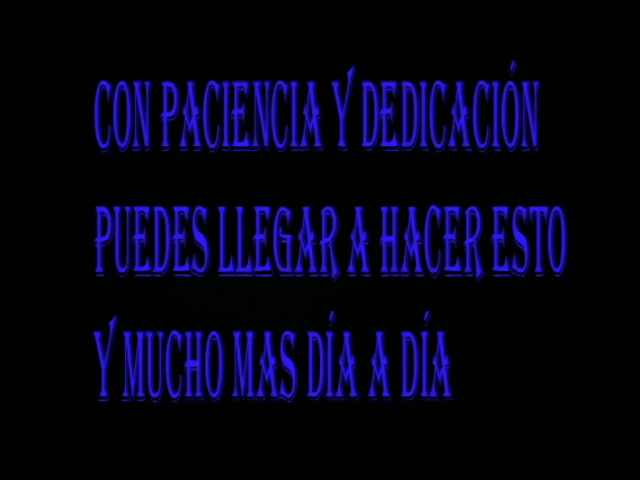 CON PACIENCIA Y DEDICACIÓN
PUEDES LLEGAR A HACER ESTO
Y MUCHO MAS DÍA A DÍA